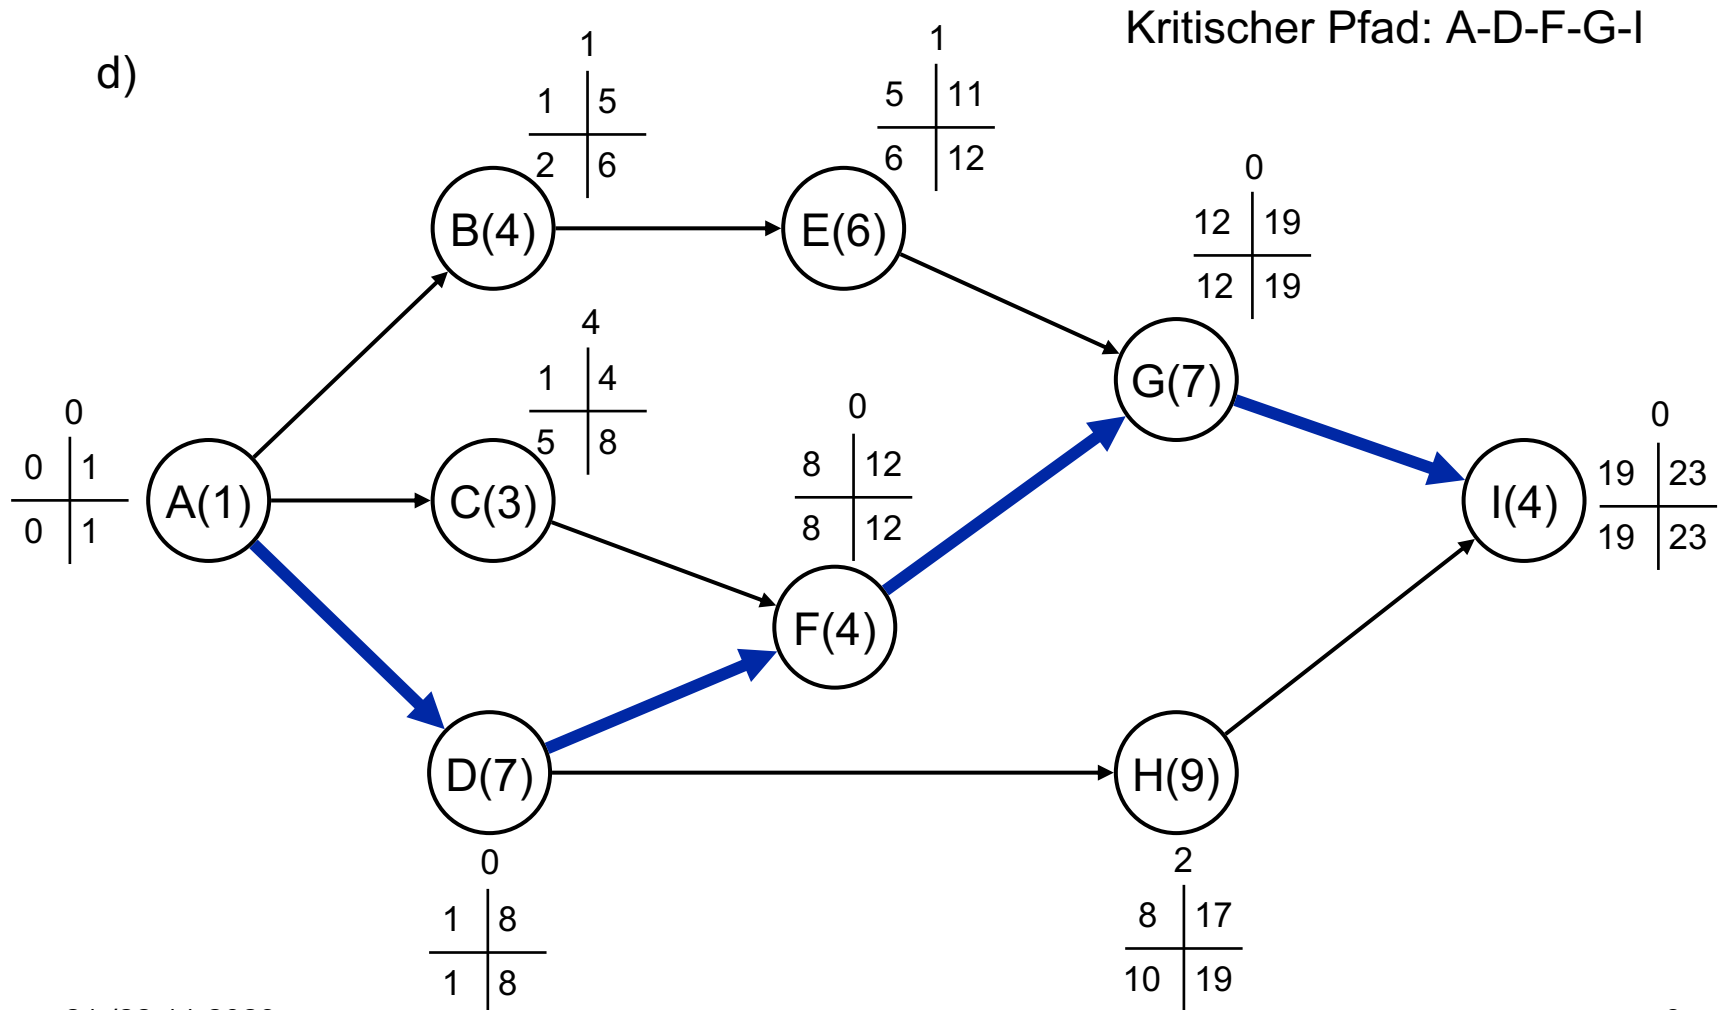 Kritischer Pfad: A-D-F-G-I
d)
1
1 5
2 6
1
5 11
6 12
B(4)
E(6)
0
12 19
12 19
4
1 4
5 8
G(7)
0
0 1
0 1
A(1)
C(3)
0
8 12
8 12
F(4)
I(4)
0
19 23
19 23
D(7)
H(9)
0
1 8
1 8
2
8 17
10 19